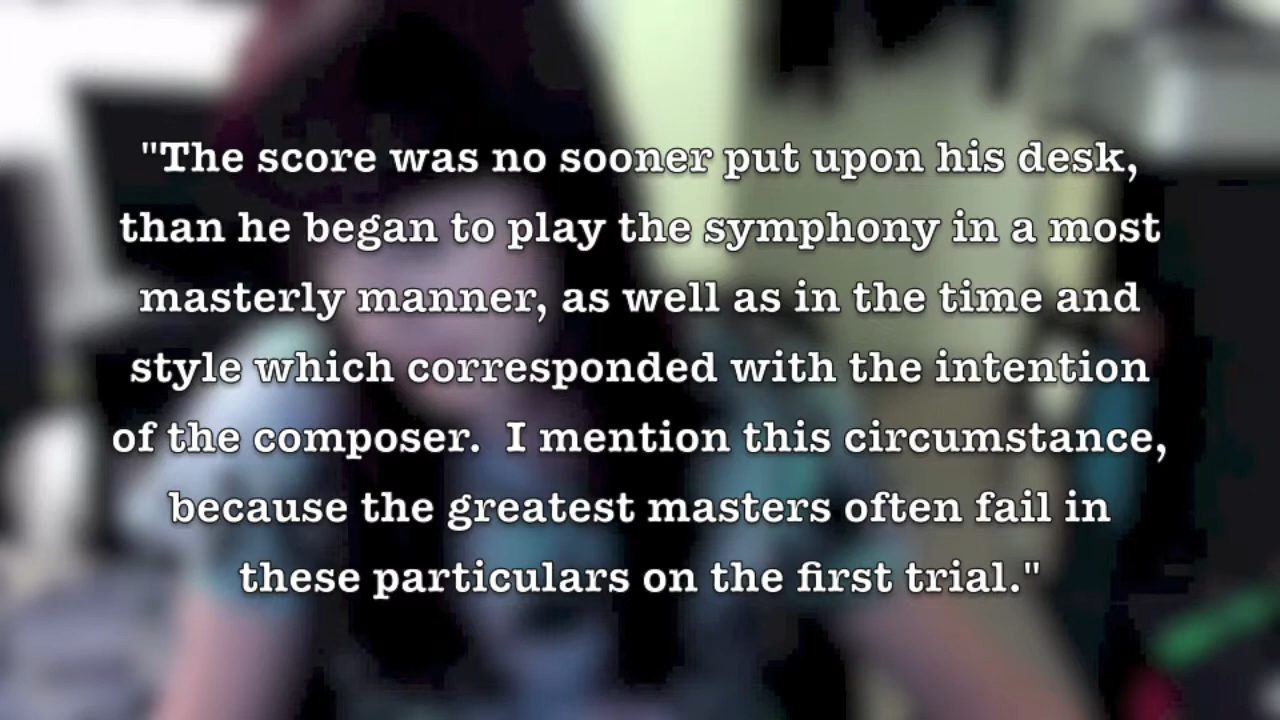 "The score was no sooner put upon his desk,
than he began to play the symphony in a most
masterly manner, as well as in the time and
style which corresponded with the intention
of the composer.  I mention this circumstance,
because the greatest masters often fail in
these particulars on the first trial."